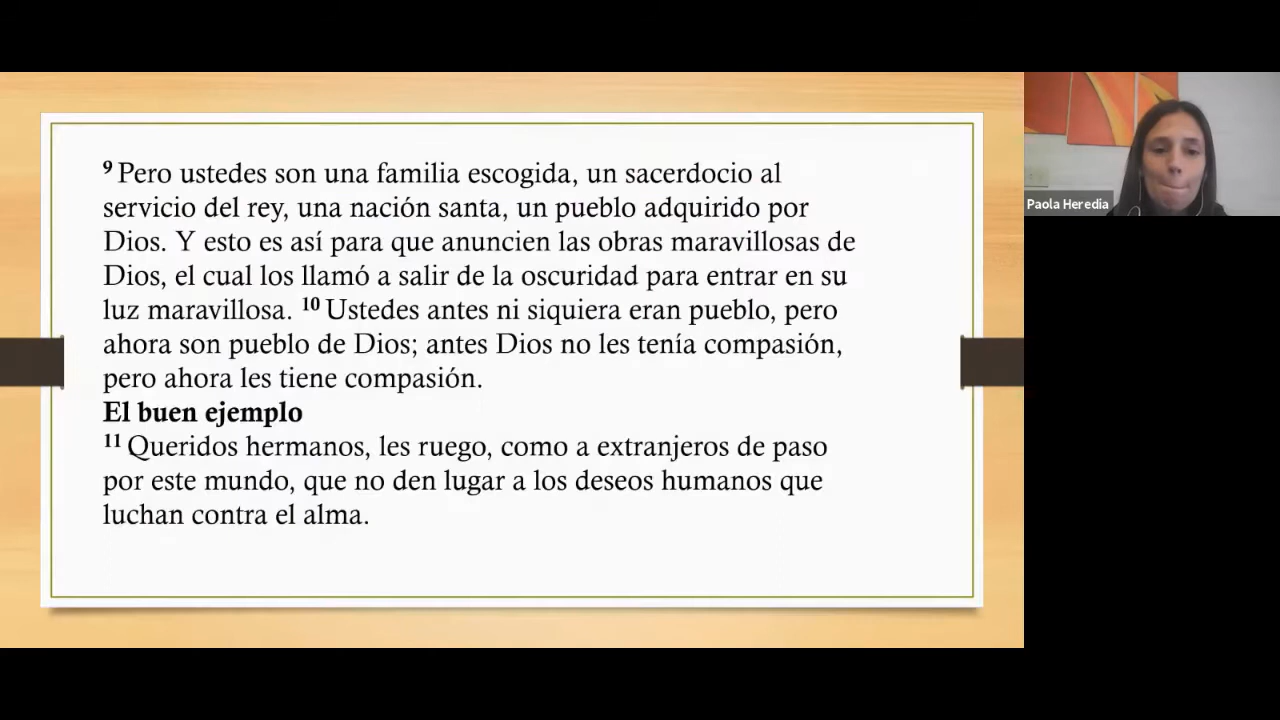 ⁹ Pero ustedes son una familia escogida, un sacerdocio al
servicio del rey, una nación santa, un pueblo adquirido por
Dios. Y esto es así para que anuncien las obras maravillosas de
Dios, el cual los llamó a salir de la oscuridad para entrar en su
luz maravillosa. ¹⁰ Ustedes antes ni siquiera eran pueblo, pero
ahora son pueblo de Dios; antes Dios no les tenía compasión,
pero ahora les tiene compasión.
El buen ejemplo
¹¹ Queridos hermanos, les ruego, como a extranjeros de paso
por este mundo, que no den lugar a los deseos humanos que
luchan contra el alma.
Paola Heredia